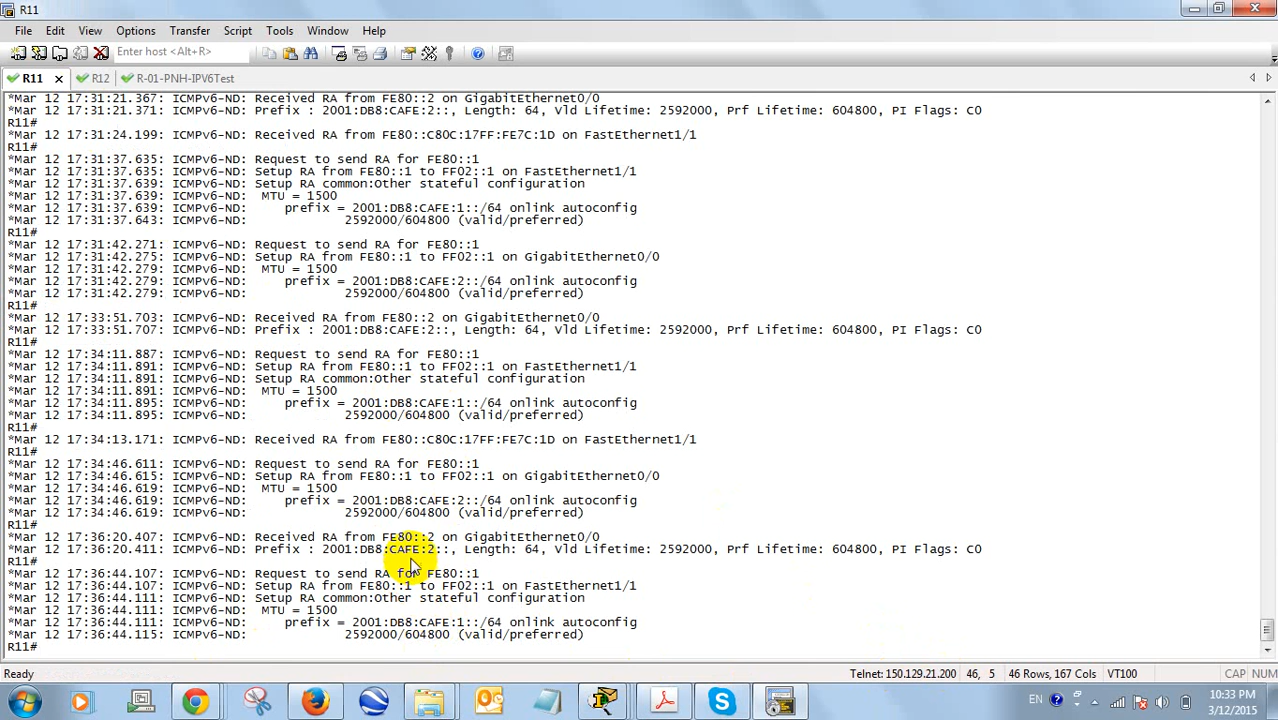 R11
File Edit View Options Transfer Script Tools Window Help
Enter host <Alt+R>
R11 R12 R-01-PNH-IPV6Test
*Mar 12 17:31:21.367: ICMPv6-ND: Received RA from FE80::2 on GigabitEthernet0/0
*Mar 12 17:31:21.371: ICMPv6-ND: Prefix : 2001:DB8:CAFE:2::, Length: 64, Vld Lifetime: 2592000, Prf Lifetime: 604800, PI Flags: C0
R11#
*Mar 12 17:31:24.199: ICMPv6-ND: Received RA from FE80::C80C:17FF:FE7C:1D on FastEthernet1/1
R11#
*Mar 12 17:31:37.635: ICMPv6-ND: Request to send RA for FE80::1
*Mar 12 17:31:37.635: ICMPv6-ND: Setup RA from FE80::1 to FF02::1 on FastEthernet1/1
*Mar 12 17:31:37.639: ICMPv6-ND: Setup RA common:Other stateful configuration
*Mar 12 17:31:37.639: ICMPv6-ND: MTU = 1500
*Mar 12 17:31:37.639: ICMPv6-ND: prefix = 2001:DB8:CAFE:1::/64 onlink autoconfig
*Mar 12 17:31:37.643: ICMPv6-ND: 2592000/604800 (valid/preferred)
R11#
*Mar 12 17:31:42.271: ICMPv6-ND: Request to send RA for FE80::1
*Mar 12 17:31:42.275: ICMPv6-ND: Setup RA from FE80::1 to FF02::1 on GigabitEthernet0/0
*Mar 12 17:31:42.279: ICMPv6-ND: MTU = 1500
*Mar 12 17:31:42.279: ICMPv6-ND: prefix = 2001:DB8:CAFE:2::/64 onlink autoconfig
*Mar 12 17:31:42.279: ICMPv6-ND: 2592000/604800 (valid/preferred)
R11#
*Mar 12 17:33:51.703: ICMPv6-ND: Received RA from FE80::2 on GigabitEthernet0/0
*Mar 12 17:33:51.707: ICMPv6-ND: Prefix : 2001:DB8:CAFE:2::, Length: 64, Vld Lifetime: 2592000, Prf Lifetime: 604800, PI Flags: C0
R11#
*Mar 12 17:34:11.887: ICMPv6-ND: Request to send RA for FE80::1
*Mar 12 17:34:11.891: ICMPv6-ND: Setup RA from FE80::1 to FF02::1 on FastEthernet1/1
*Mar 12 17:34:11.891: ICMPv6-ND: Setup RA common:Other stateful configuration
*Mar 12 17:34:11.891: ICMPv6-ND: MTU = 1500
*Mar 12 17:34:11.895: ICMPv6-ND: prefix = 2001:DB8:CAFE:1::/64 onlink autoconfig
*Mar 12 17:34:11.895: ICMPv6-ND: 2592000/604800 (valid/preferred)
R11#
*Mar 12 17:34:13.171: ICMPv6-ND: Received RA from FE80::C80C:17FF:FE7C:1D on FastEthernet1/1
R11#
*Mar 12 17:34:46.611: ICMPv6-ND: Request to send RA for FE80::1
*Mar 12 17:34:46.615: ICMPv6-ND: Setup RA from FE80::1 to FF02::1 on GigabitEthernet0/0
*Mar 12 17:34:46.619: ICMPv6-ND: MTU = 1500
*Mar 12 17:34:46.619: ICMPv6-ND: prefix = 2001:DB8:CAFE:2::/64 onlink autoconfig
*Mar 12 17:34:46.619: ICMPv6-ND: 2592000/604800 (valid/preferred)
R11#
*Mar 12 17:36:20.407: ICMPv6-ND: Received RA from FE80::2 on GigabitEthernet0/0
*Mar 12 17:36:20.411: ICMPv6-ND: Prefix : 2001:DB8:CAFE:2::, Length: 64, Vld Lifetime: 2592000, Prf Lifetime: 604800, PI Flags: C0
R11#
*Mar 12 17:36:44.107: ICMPv6-ND: Request to send RA for FE80::1
*Mar 12 17:36:44.107: ICMPv6-ND: Setup RA from FE80::1 to FF02::1 on FastEthernet1/1
*Mar 12 17:36:44.111: ICMPv6-ND: Setup RA common:Other stateful configuration
*Mar 12 17:36:44.111: ICMPv6-ND: MTU = 1500
*Mar 12 17:36:44.111: ICMPv6-ND: prefix = 2001:DB8:CAFE:1::/64 onlink autoconfig
*Mar 12 17:36:44.115: ICMPv6-ND: 2592000/604800 (valid/preferred)
R11#
Ready Telnet: 150.129.21.200 46, 5 46 Rows, 167 Cols VT100 CAP NUM
EN 10:33 PM
3/12/2015